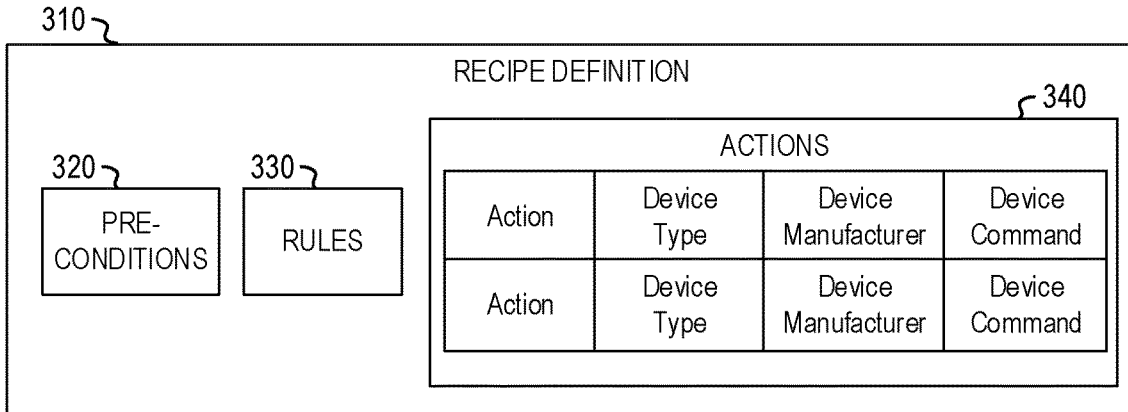 310
RECIPE DEFINITION
340
ACTIONS
320
330
PRE-
CONDITIONS
RULES
Action
Device
Type
Device
Manufacturer
Device
Command
Action
Device
Type
Device
Manufacturer
Device
Command